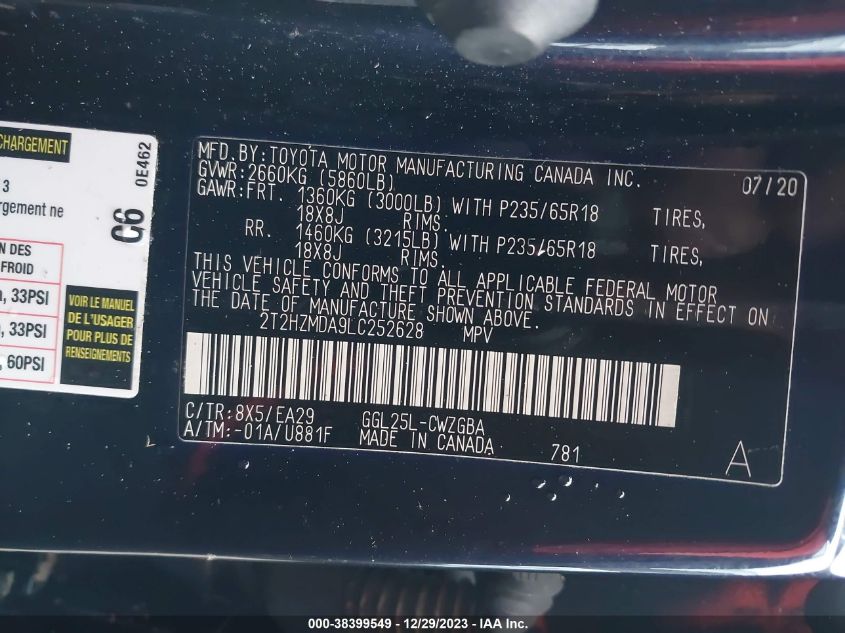 CHARGEMENT
0E462
3
argement ne
C6
N DES
FROID
, 33PSI
, 33PSI
, 60PSI
VOIR LE MANUEL
DE L'USAGER
POUR PLUS DE
RENSEIGNEMENTS
MFD.BY:TOYOTA MOTOR MANUFACTURING CANADA INC. 07/20
GVWR:2660KG (5860LB)
GAWR:FRT. 1360KG (3000LB) WITH P235/65R18 TIRES,
18X8J RIMS.
RR. 1460KG (3215LB) WITH P235/65R18 TIRES,
18X8J RIMS.
THIS VEHICLE CONFORMS TO ALL APPLICABLE FEDERAL MOTOR
VEHICLE SAFETY AND THEFT PREVENTION STANDARDS IN EFFECT ON
THE DATE OF MANUFACTURE SHOWN ABOVE.
2T2HZMDA9LC252628 MPV
C/TR:8X5/EA29 GGL25L-CWZGBA
A/TM:-01A/U881F MADE IN CANADA 781 A
000-38399549 - 12/29/2023 - IAA Inc.